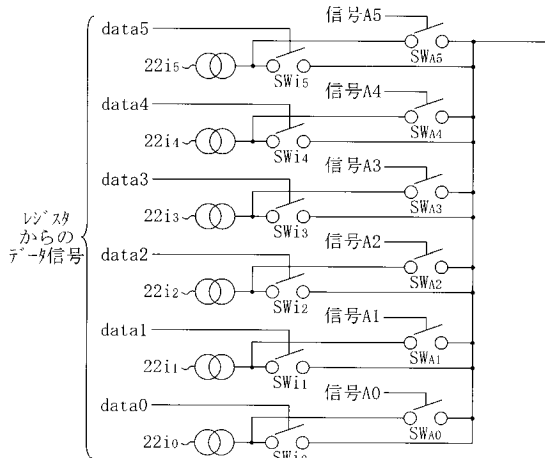 data5
信号A5
22i5
SWi5
SWA5
data4
信号A4
22i4
SWi4
SWA4
data3
信号A3
22i3
SWi3
SWA3
レジスタ
からの
データ信号
data2
信号A2
22i2
SWi2
SWA2
data1
信号A1
22i1
SWi1
SWA1
data0
信号A0
22i0
SWi0
SWA0